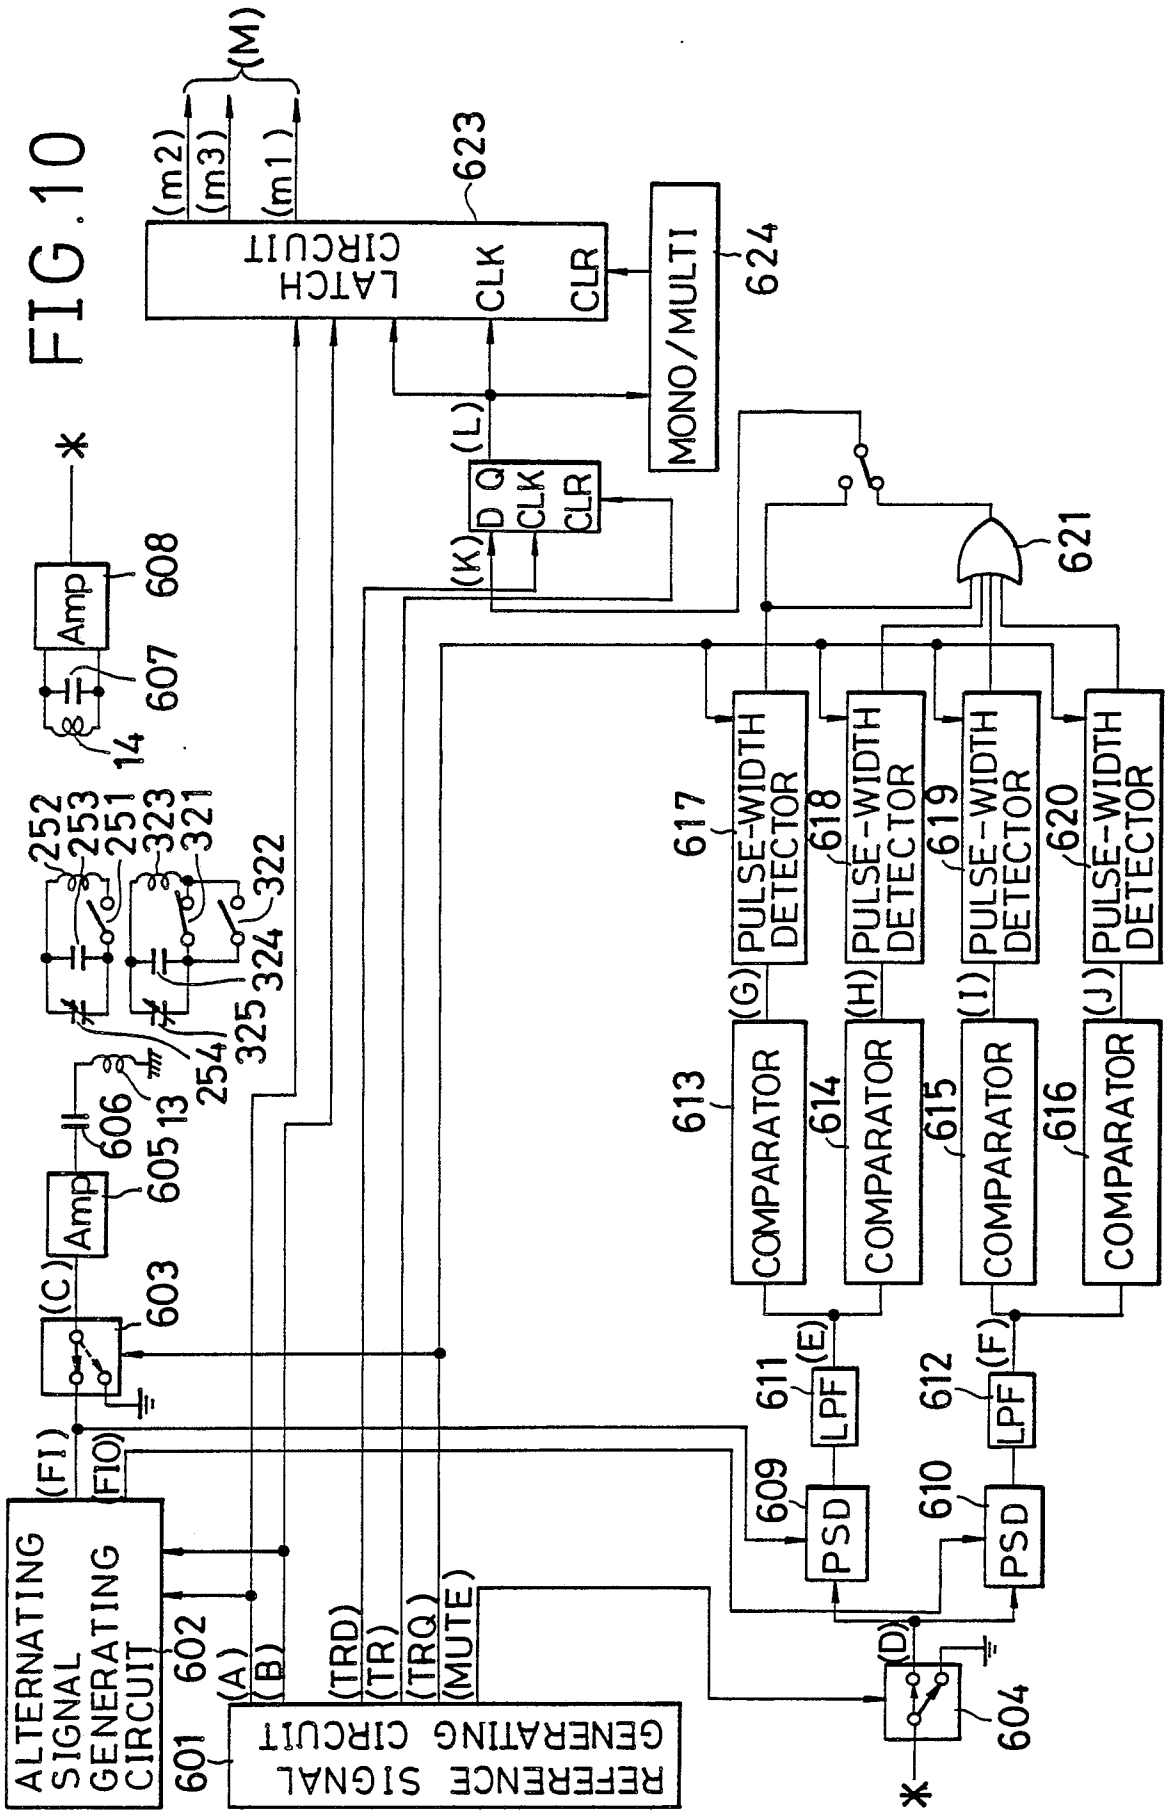 FIG.10
ALTERNATING
SIGNAL
GENERATING
CIRCUIT
602
(FI)
(FIO)
603
(C)
Amp
605
606
13
254
325
324
322
252
253
251
323
321
14
607
Amp
608
*
601
REFERENCE SIGNAL
GENERATING CIRCUIT
(A)
(B)
(TRD)
(TR)
(TRQ)
(MUTE)
(K)
D Q
CLK
CLR
(L)
LATCH
CIRCUIT
CLK
CLR
623
(m2)
(m3)
(m1)
(M)
MONO/MULTI
624
*
604
(D)
609
PSD
610
PSD
611
LPF
612
LPF
(E)
(F)
613
COMPARATOR
614
COMPARATOR
615
COMPARATOR
616
COMPARATOR
(G)
(H)
(I)
(J)
617
PULSE-WIDTH
DETECTOR
618
PULSE-WIDTH
DETECTOR
619
PULSE-WIDTH
DETECTOR
620
PULSE-WIDTH
DETECTOR
621